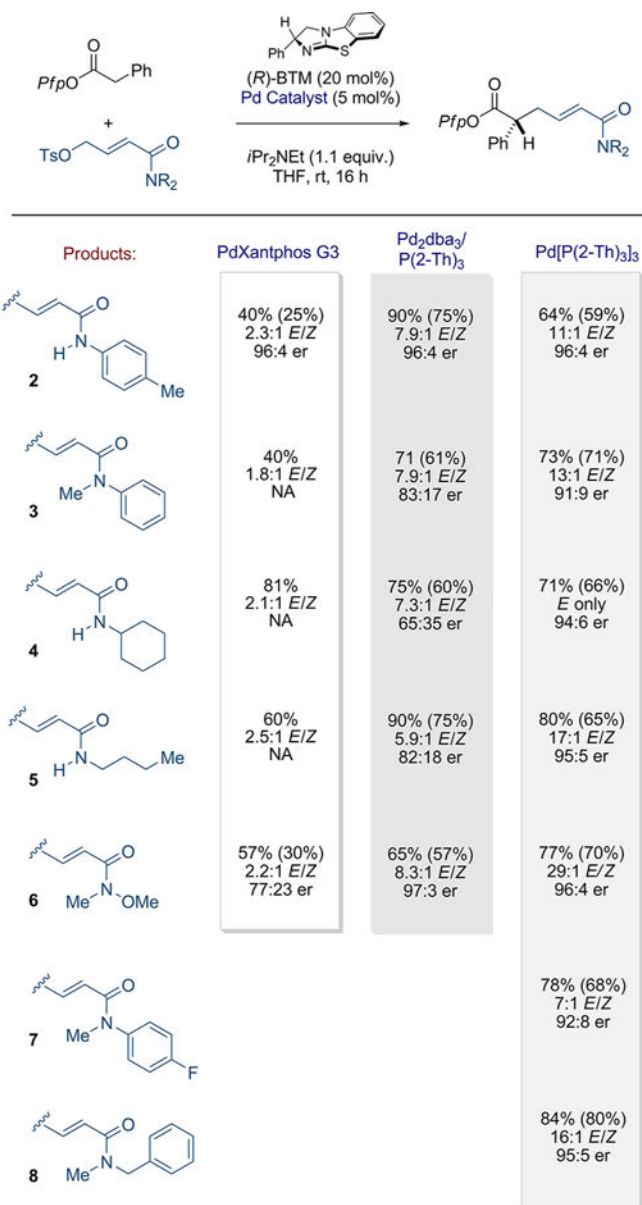 H
N
Ph
N
S
O
PfpO
Ph
(R)-BTM (20 mol%)
Pd Catalyst (5 mol%)
+
TsO
O
NR2
iPr2NEt (1.1 equiv.)
THF, rt, 16 h
O
PfpO
Ph
H
O
NR2
Products:
PdXantphos G3
Pd2dba3/
P(2-Th)3
Pd[P(2-Th)3]3
O
N
H
Me
2
40% (25%)
2.3:1 E/Z
96:4 er
90% (75%)
7.9:1 E/Z
96:4 er
64% (59%)
11:1 E/Z
96:4 er
O
N
Me
3
40%
1.8:1 E/Z
NA
71 (61%)
7.9:1 E/Z
83:17 er
73% (71%)
13:1 E/Z
91:9 er
O
N
H
4
81%
2.1:1 E/Z
NA
75% (60%)
7.3:1 E/Z
65:35 er
71% (66%)
E only
94:6 er
O
N
H
Me
5
60%
2.5:1 E/Z
NA
90% (75%)
5.9:1 E/Z
82:18 er
80% (65%)
17:1 E/Z
95:5 er
O
N
Me
OMe
6
57% (30%)
2.2:1 E/Z
77:23 er
65% (57%)
8.3:1 E/Z
97:3 er
77% (70%)
29:1 E/Z
96:4 er
O
N
Me
F
7
78% (68%)
7:1 E/Z
92:8 er
O
N
Me
8
84% (80%)
16:1 E/Z
95:5 er